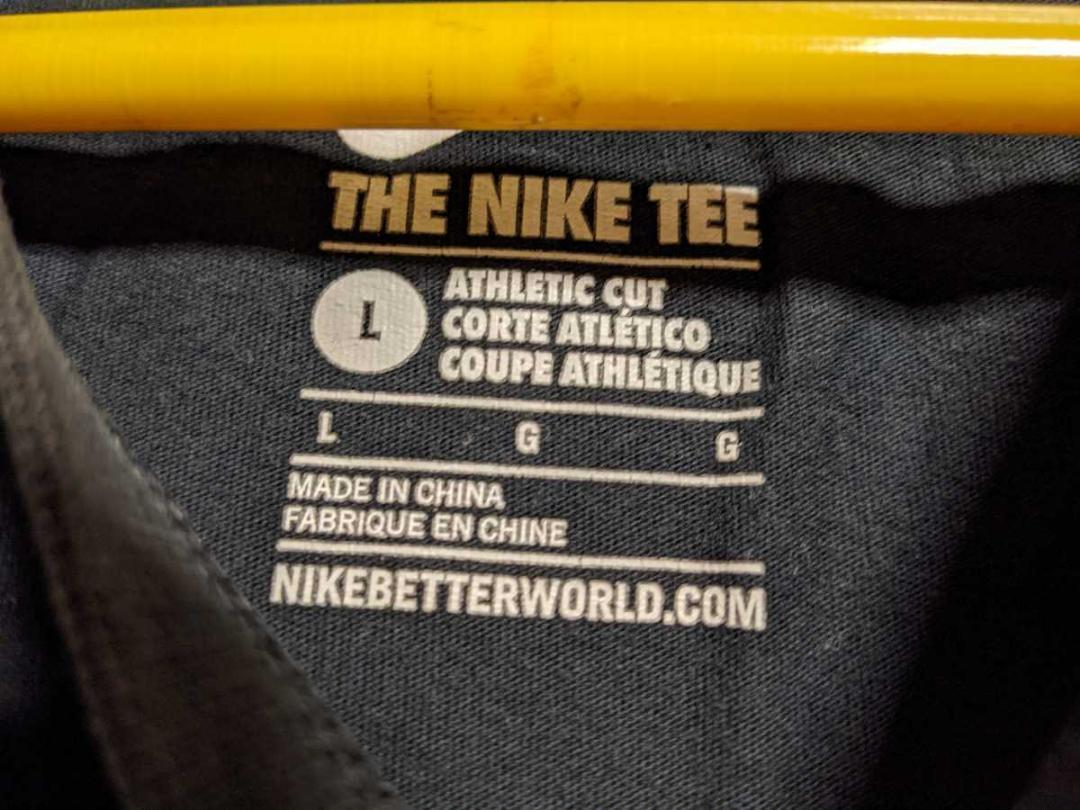 THE NIKE TEE
L
ATHLETIC CUT
CORTE ATLÉTICO
COUPE ATHLÉTIQUE
L G G
MADE IN CHINA
FABRIQUE EN CHINE
NIKEBETTERWORLD.COM